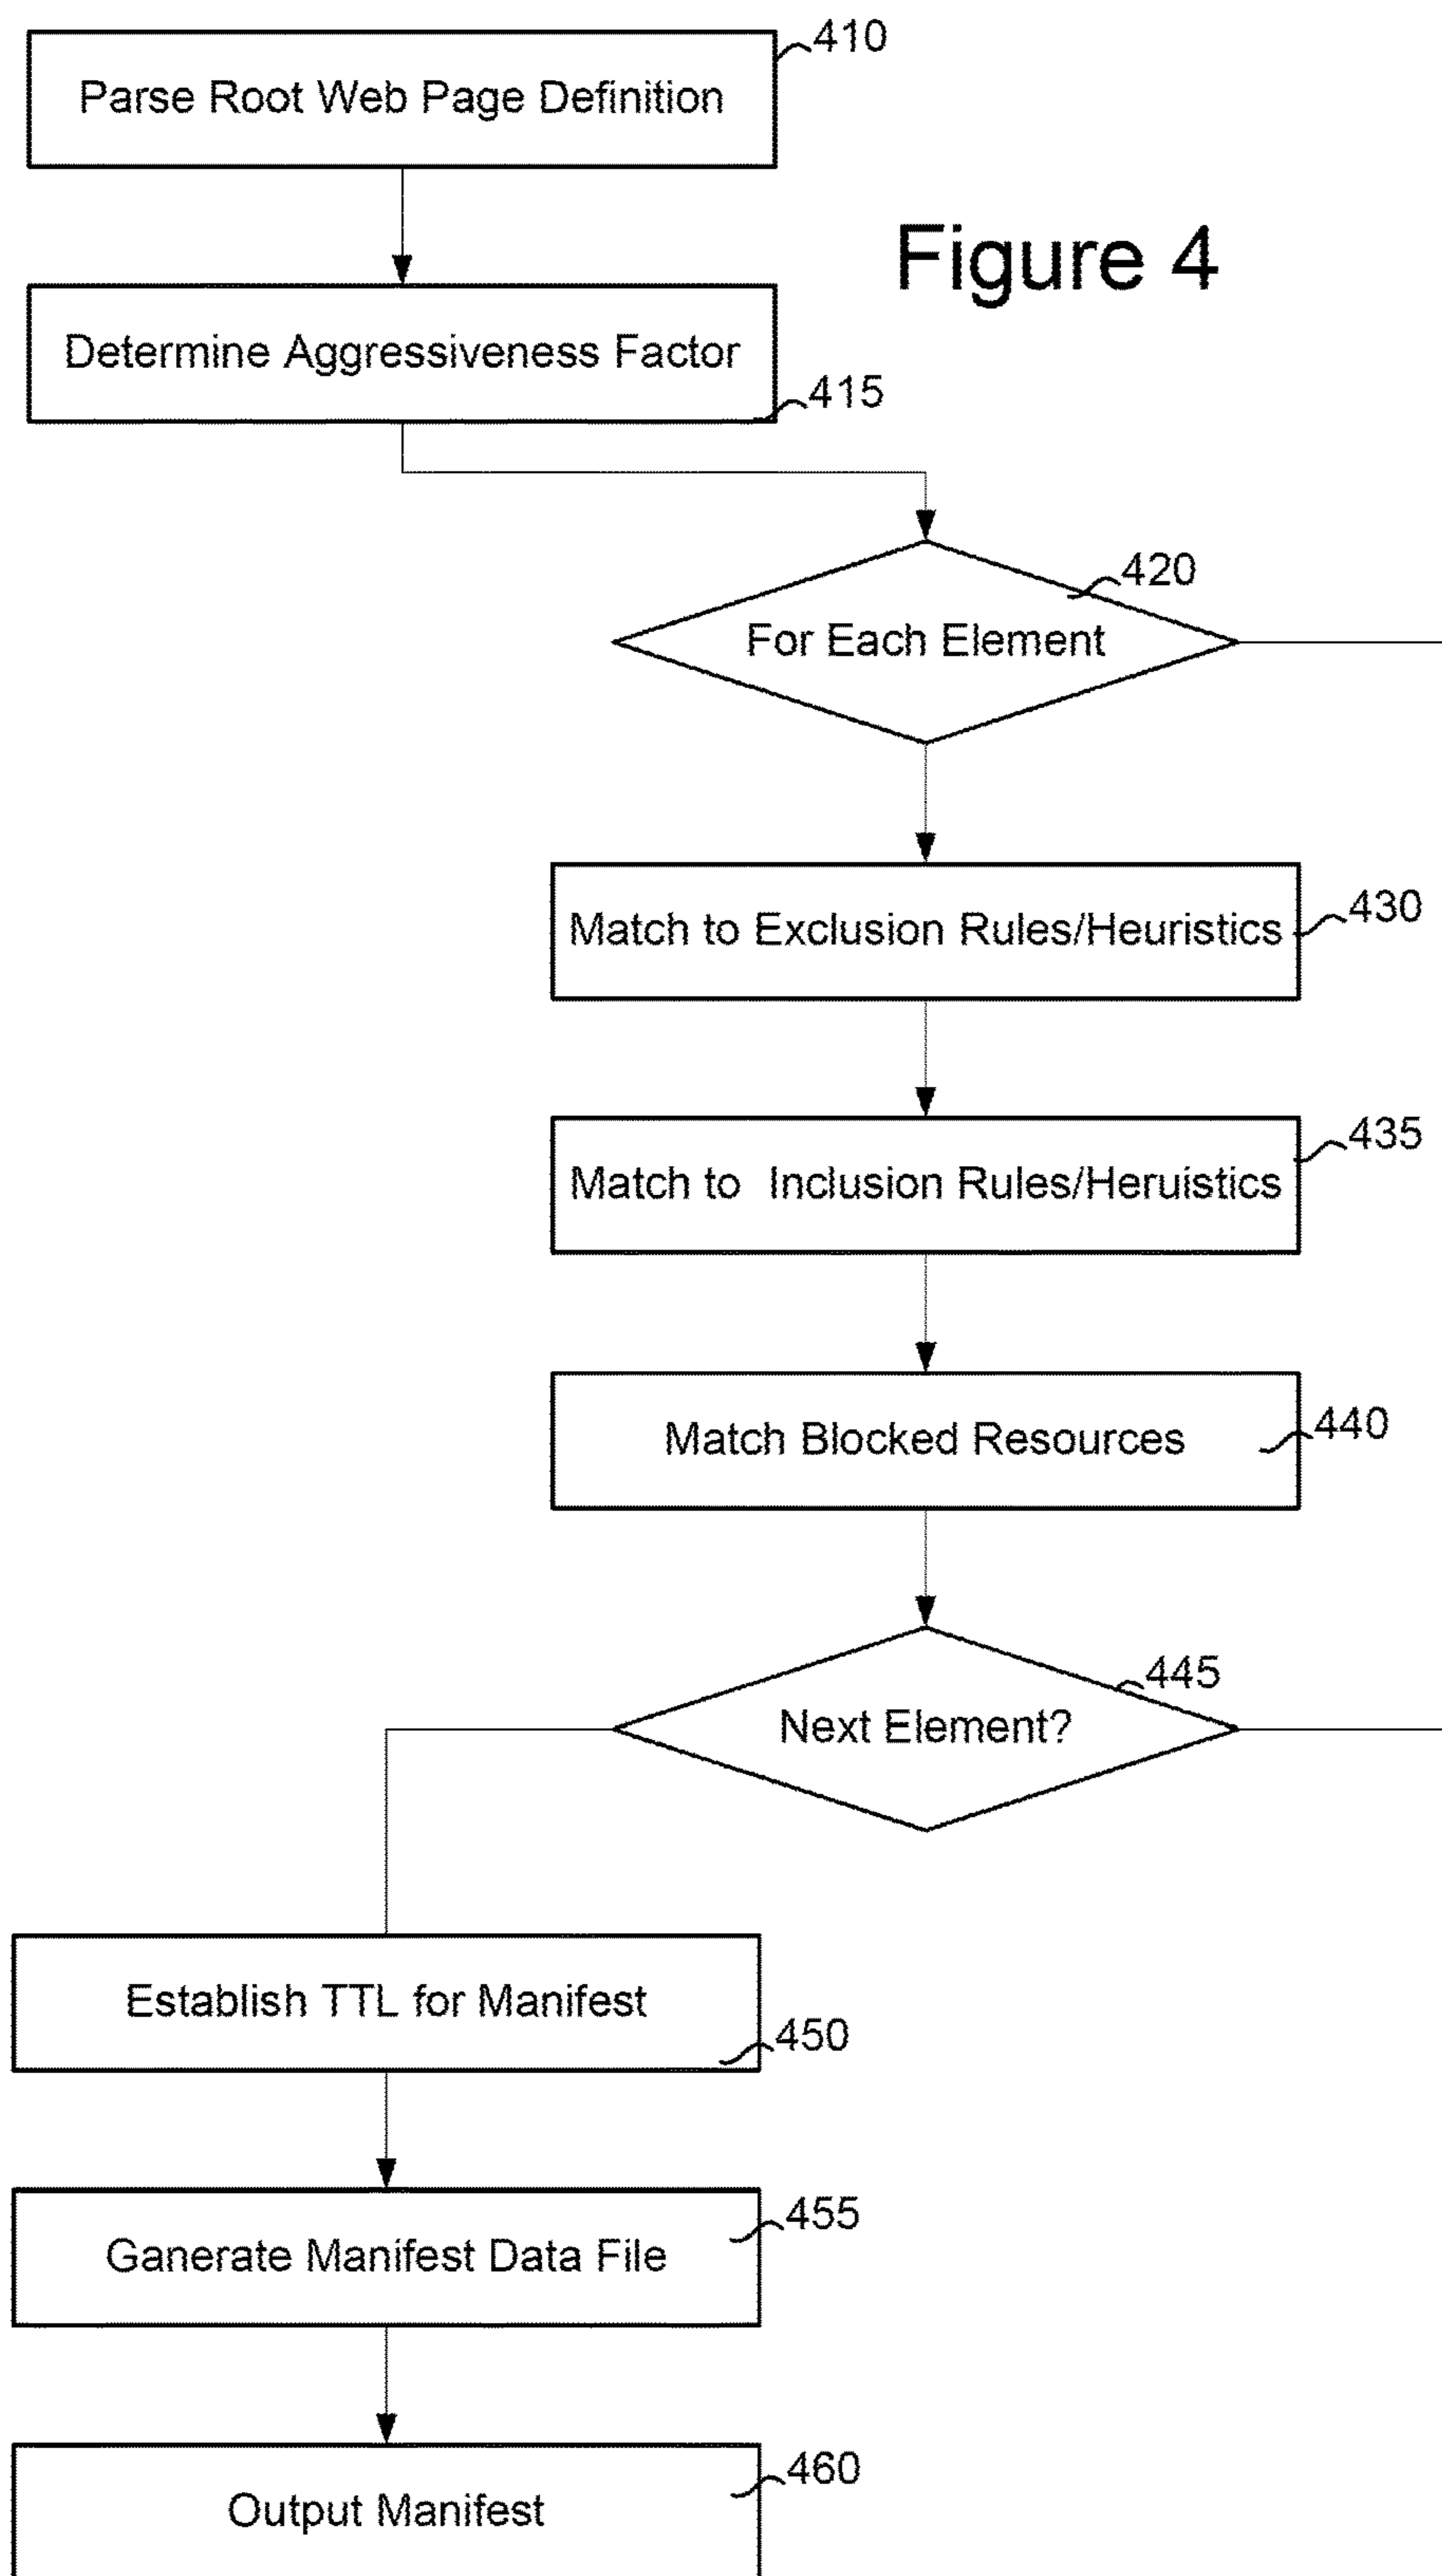 410
Parse Root Web Page Definition
Figure 4
Determine Aggressiveness Factor
415
420
For Each Element
430
Match to Exclusion Rules/Heuristics
435
Match to  Inclusion Rules/Heruistics
440
Match Blocked Resources
445
Next Element?
Establish TTL for Manifest
450
455
Ganerate Manifest Data File
460
Output Manifest